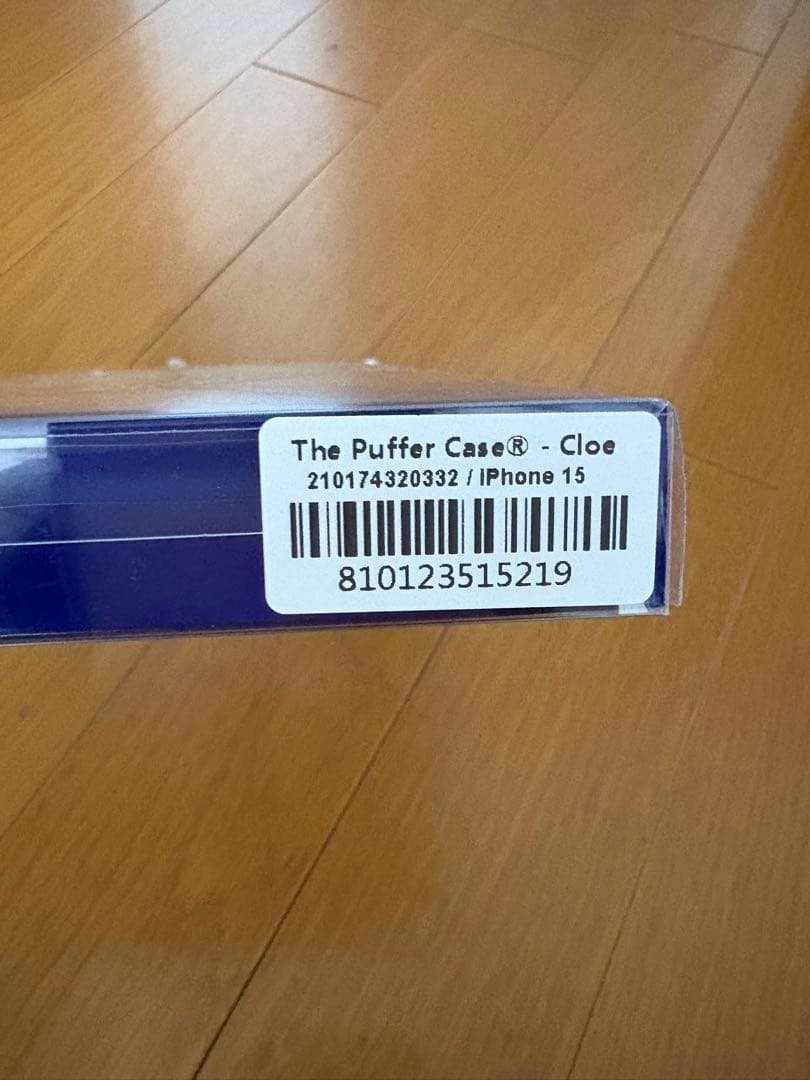 The Puffer Case® - Cloe
210174320332 / iPhone 15
810123515219